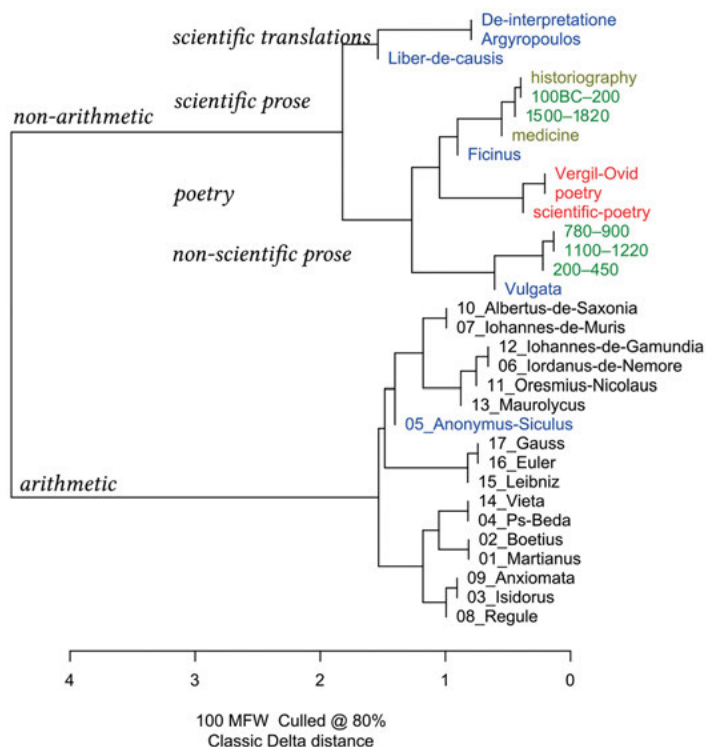 scientific translations
De-interpretatione
Argyropoulos
Liber-de-causis
historiography
scientific prose
100BC–200
non-arithmetic
1500–1820
medicine
Ficinus
Vergil-Ovid
poetry
poetry
scientific-poetry
780–900
non-scientific prose
1100–1220
200–450
Vulgata
10_Albertus-de-Saxonia
07_Iohannes-de-Muris
12_Iohannes-de-Gamundia
06_Iordanus-de-Nemore
11_Oresmius-Nicolaus
13_Maurolycus
05_Anonymus-Siculus
17_Gauss
16_Euler
arithmetic
15_Leibniz
14_Vieta
04_Ps-Beda
02_Boetius
01_Martianus
09_Anxiomata
03_Isidorus
08_Regule
4 3 2 1 0
100 MFW Culled @ 80%
Classic Delta distance